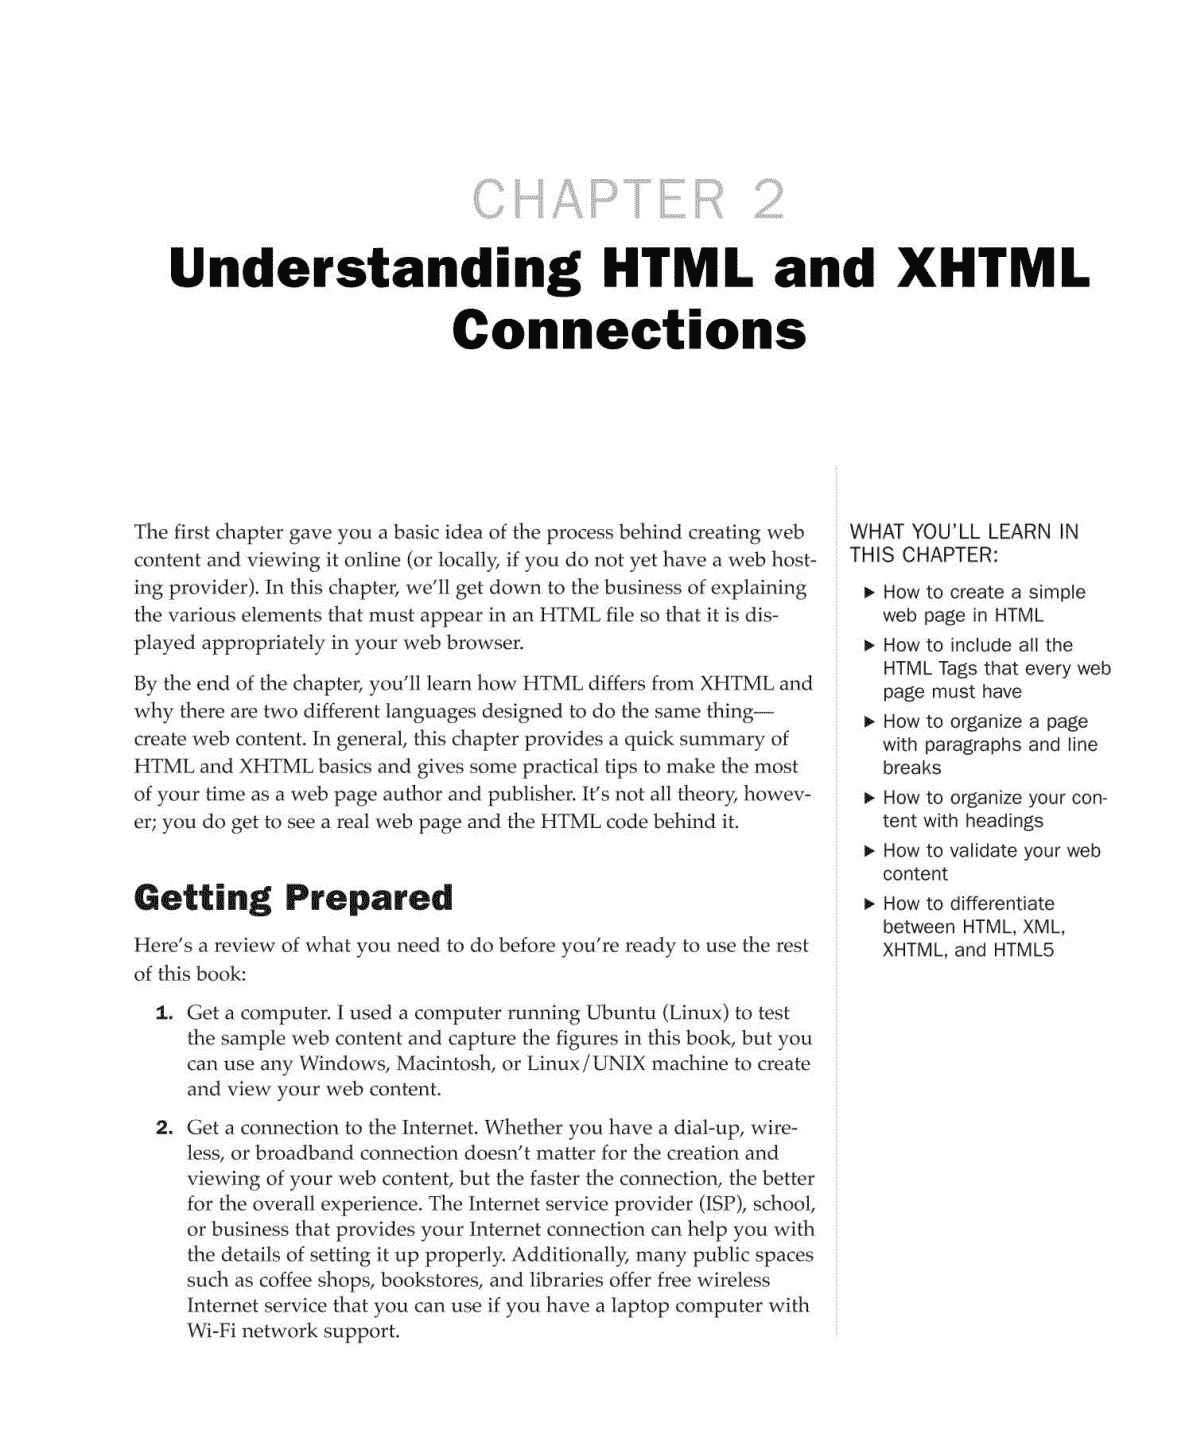 CHAPTER 2
Understanding HTML and XHTML
Connections
The first chapter gave you a basic idea of the process behind creating web
content and viewing it online (or locally, if you do not yet have a web host-
ing provider). In this chapter, we'll get down to the business of explaining
the various elements that must appear in an HTML file so that it is dis-
played appropriately in your web browser.
By the end of the chapter, you'll learn how HTML differs from XHTML and
why there are two different languages designed to do the same thing—
create web content. In general, this chapter provides a quick summary of
HTML and XHTML basics and gives some practical tips to make the most
of your time as a web page author and publisher. It's not all theory, howev-
er; you do get to see a real web page and the HTML code behind it.
Getting Prepared
Here's a review of what you need to do before you're ready to use the rest
of this book:
1. Get a computer. I used a computer running Ubuntu (Linux) to test
the sample web content and capture the figures in this book, but you
can use any Windows, Macintosh, or Linux/UNIX machine to create
and view your web content.
2. Get a connection to the Internet. Whether you have a dial-up, wire-
less, or broadband connection doesn't matter for the creation and
viewing of your web content, but the faster the connection, the better
for the overall experience. The Internet service provider (ISP), school,
or business that provides your Internet connection can help you with
the details of setting it up properly. Additionally, many public spaces
such as coffee shops, bookstores, and libraries offer free wireless
Internet service that you can use if you have a laptop computer with
Wi-Fi network support.
WHAT YOU'LL LEARN IN
THIS CHAPTER:
▶ How to create a simple
web page in HTML
▶ How to include all the
HTML Tags that every web
page must have
▶ How to organize a page
with paragraphs and line
breaks
▶ How to organize your con-
tent with headings
▶ How to validate your web
content
▶ How to differentiate
between HTML, XML,
XHTML, and HTML5